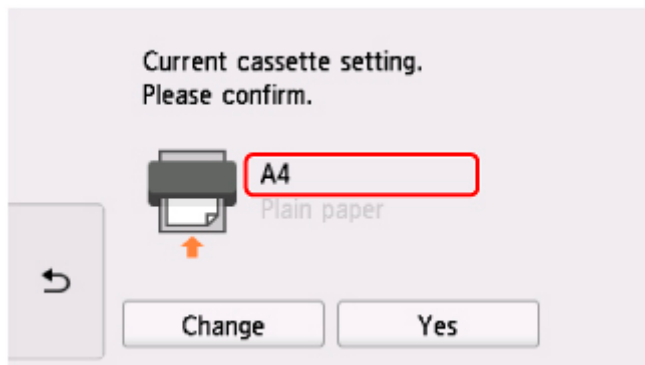 Current cassette setting.
Please confirm.
A4
Plain paper
Change
Yes